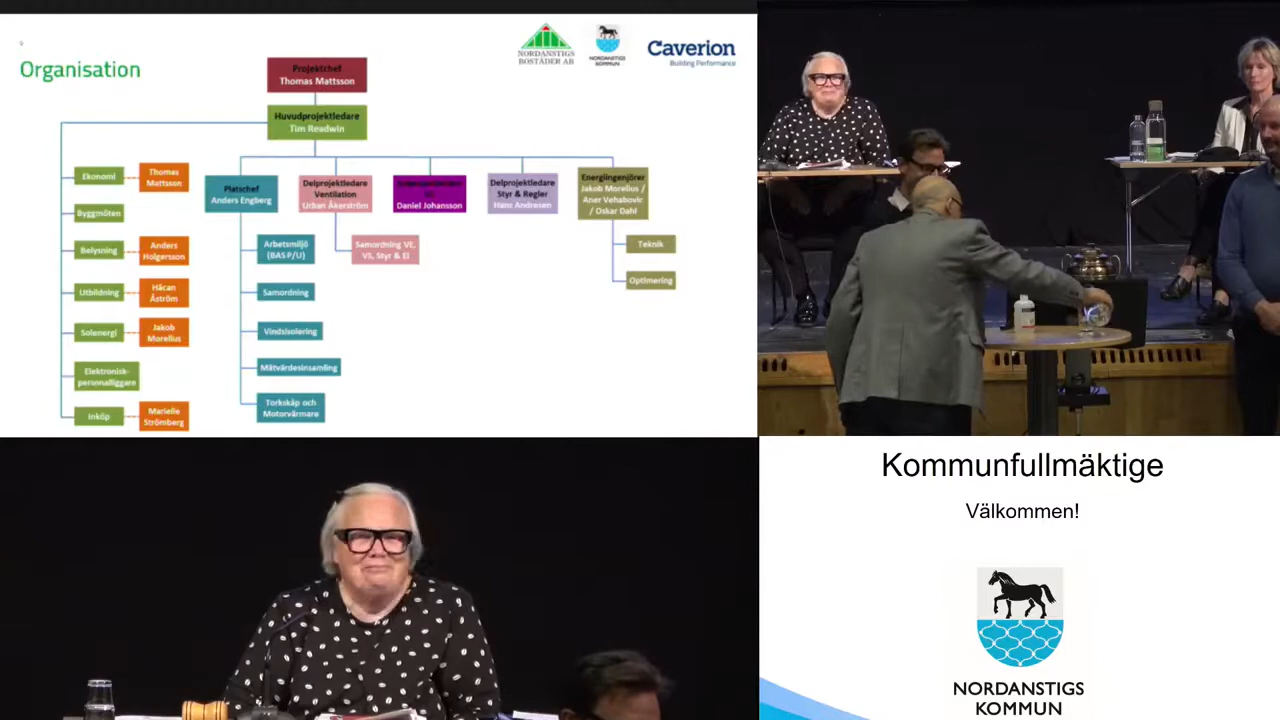 Organisation
NORDANSTIGS
BOSTÄDER AB
NORDANSTIGS
KOMMUN
Caverion
Building Performance
Projektchef
Thomas Mattsson
Huvudprojektledare
Tim Readwin
Ekonomi
Thomas
Mattsson
Byggmöten
Belysning
Anders
Holgersson
Utbildning
Håcan
Åström
Solenergi
Jakob
Morelius
Elektronisk-
perunnalliggare
Inköp
Marielle
Strömberg
Platschef
Anders Engberg
Arbetsmiljö
(BAS P/U)
Samordning
Vindsisolering
Mätvärdesinsamling
Torkskåp och
Motorvärmare
Delprojektledare
Ventilation
Urban Åkerström
Samordning VE,
VS, Styr & El
Daniel Johansson
Delprojektledare
Styr & Regler
Hans Andresen
Energiingenjörer
Jakob Morelius /
Aner Vehabovir
/ Oskar Dahl
Teknik
Optimering
Kommunfullmäktige
Välkommen!
NORDANSTIGS
KOMMUN